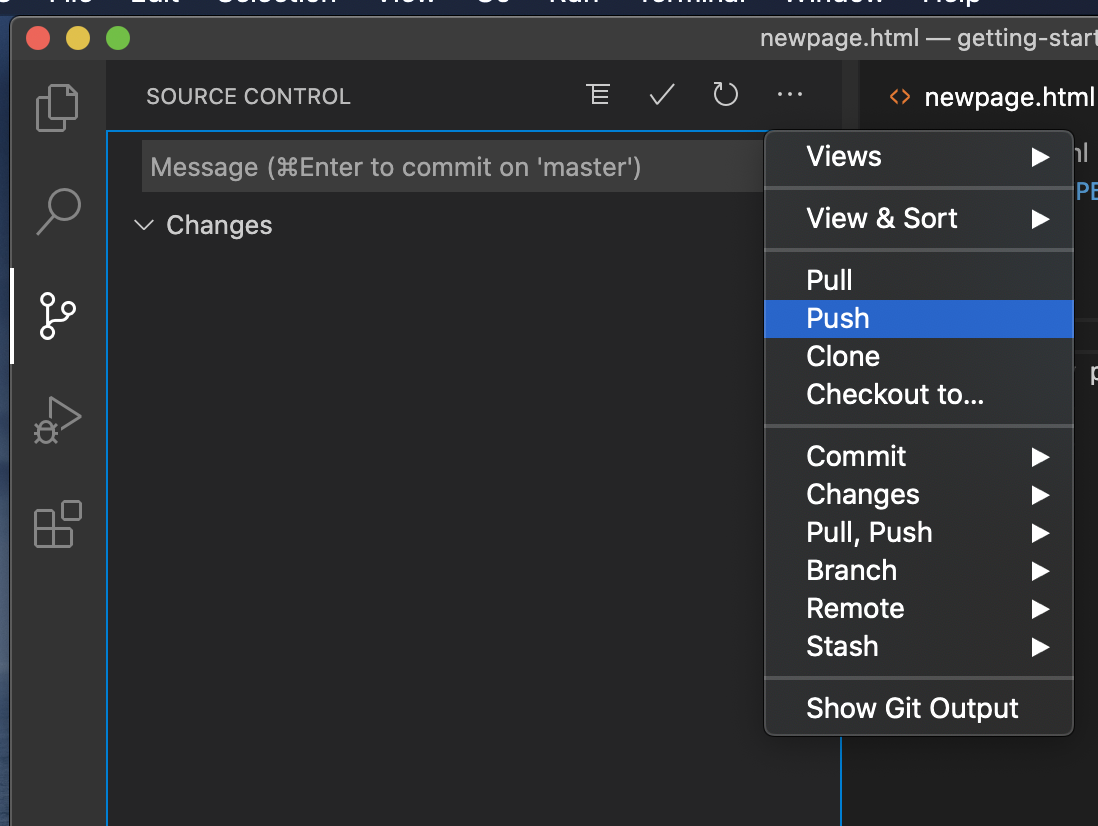 newpage.html — getting-start
SOURCE CONTROL
newpage.html
Message (⌘Enter to commit on 'master')
Changes
Views
View & Sort
Pull
Push
Clone
Checkout to...
Commit
Changes
Pull, Push
Branch
Remote
Stash
Show Git Output